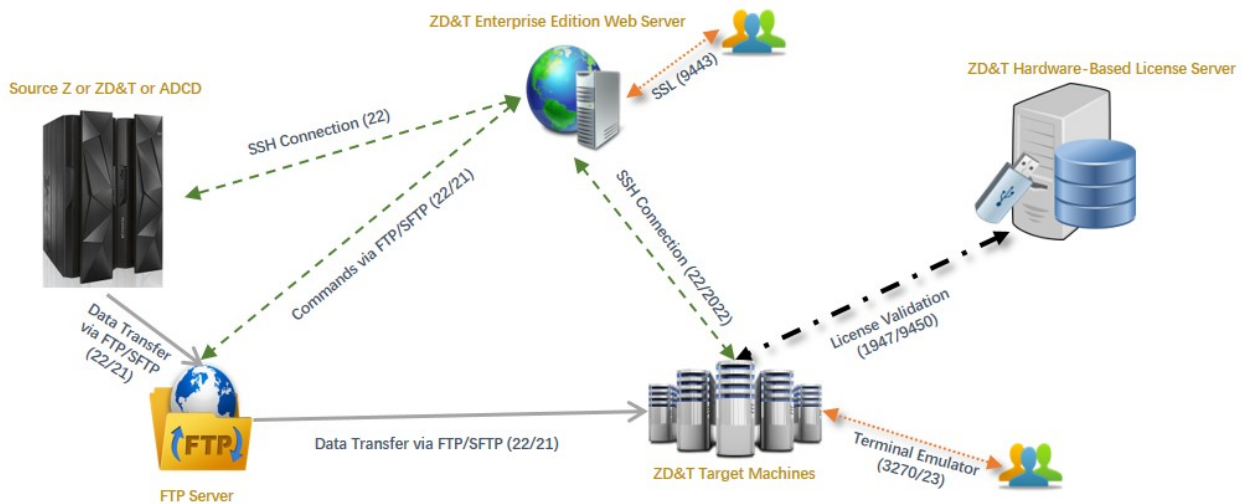 ZD&T Enterprise Edition Web Server
SSL (9443)
ZD&T Hardware-Based License Server
Source Z or ZD&T or ADCD
SSH Connection (22)
Commands via FTP/SFTP (22/21)
SSH Connection (22/2022)
License Validation
(1947/9450)
Data Transfer
via FTP/SFTP
(22/21)
FTP
Data Transfer via FTP/SFTP (22/21)
Terminal Emulator
(3270/23)
ZD&T Target Machines
FTP Server